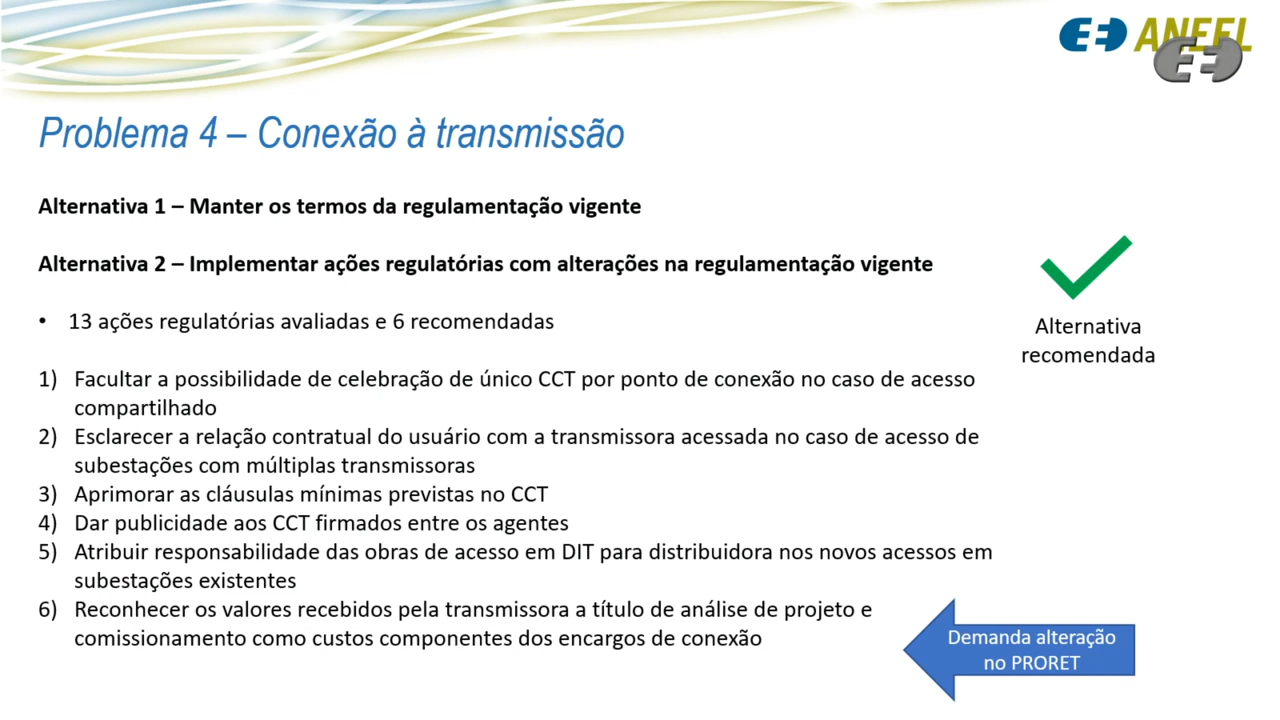 ANEEL
Problema 4 – Conexão à transmissão
Alternativa 1 – Manter os termos da regulamentação vigente
Alternativa 2 – Implementar ações regulatórias com alterações na regulamentação vigente
• 13 ações regulatórias avaliadas e 6 recomendadas
Alternativa
recomendada
1) Facultar a possibilidade de celebração de único CCT por ponto de conexão no caso de acesso
compartilhado
2) Esclarecer a relação contratual do usuário com a transmissora acessada no caso de acesso de
subestações com múltiplas transmissoras
3) Aprimorar as cláusulas mínimas previstas no CCT
4) Dar publicidade aos CCT firmados entre os agentes
5) Atribuir responsabilidade das obras de acesso em DIT para distribuidora nos novos acessos em
subestações existentes
6) Reconhecer os valores recebidos pela transmissora a título de análise de projeto e
comissionamento como custos componentes dos encargos de conexão
Demanda alteração
no PRORET